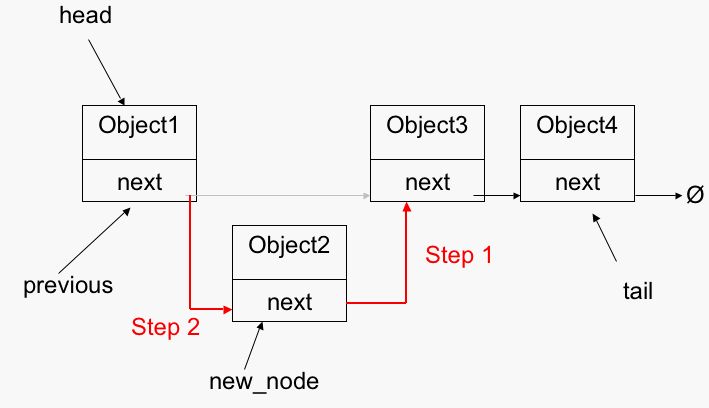 head
Object1
next
Object3
next
Object4
next
Ø
Object2
next
Step 1
previous
tail
Step 2
new_node